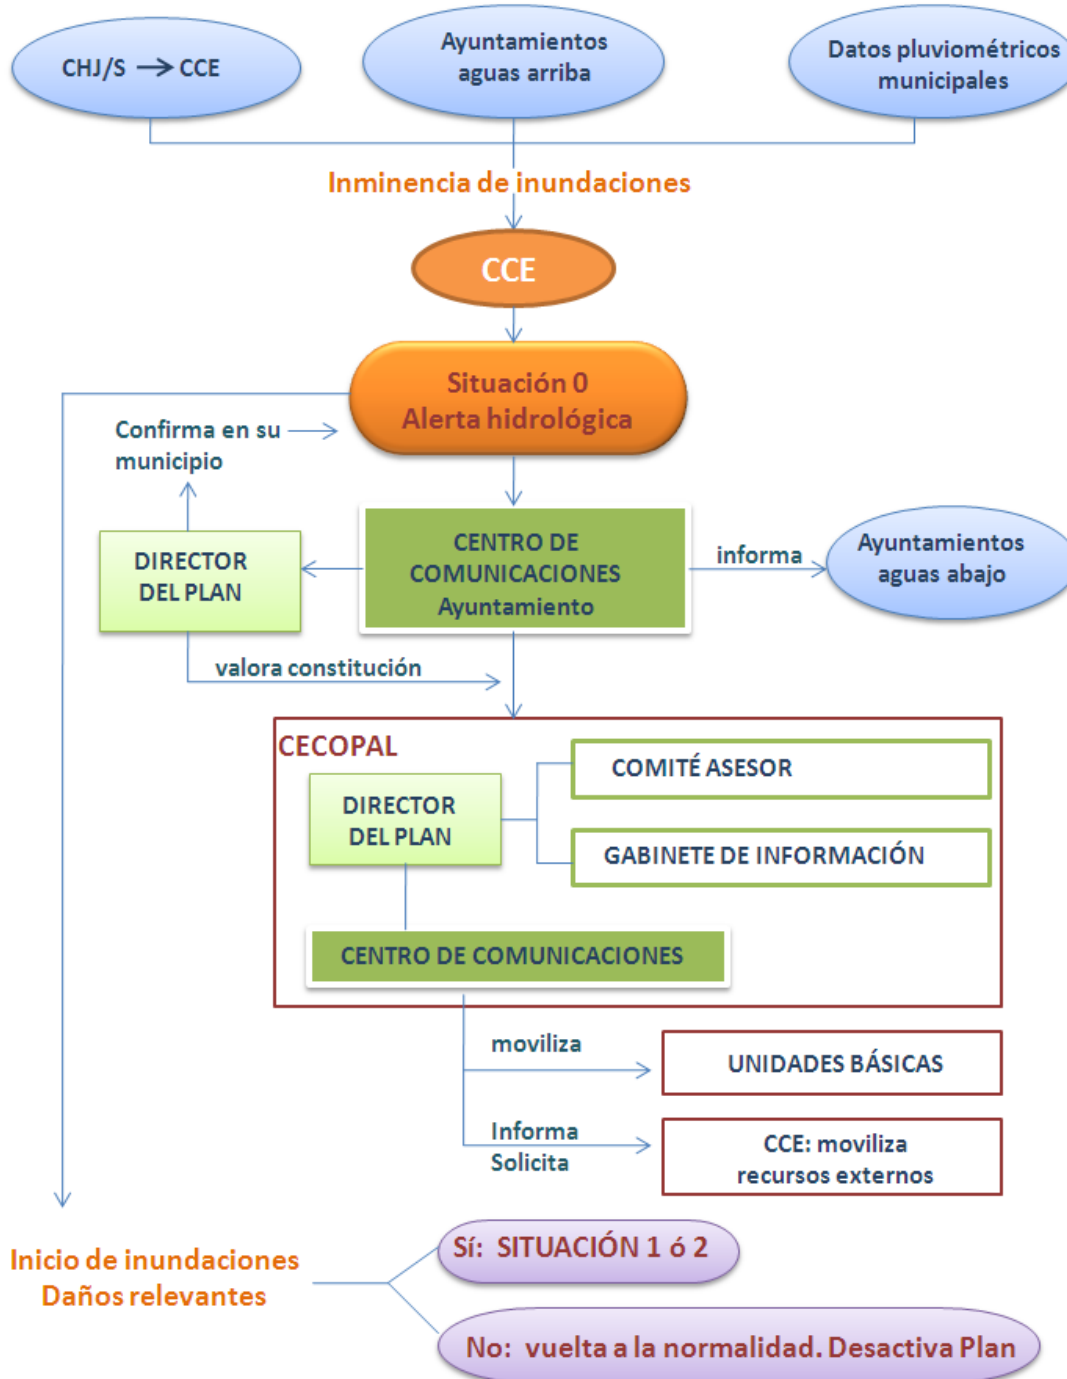 CHJ/S → CCE
Ayuntamientos
aguas arriba
Datos pluviométricos
municipales
Inminencia de inundaciones
CCE
Situación 0
Alerta hidrológica
Confirma en su
municipio
DIRECTOR
DEL PLAN
CENTRO DE
COMUNICACIONES
Ayuntamiento
informa
Ayuntamientos
aguas abajo
valora constitución
CECOPAL
COMITÉ ASESOR
DIRECTOR
DEL PLAN
GABINETE DE INFORMACIÓN
CENTRO DE COMUNICACIONES
moviliza
UNIDADES BÁSICAS
Informa
Solicita
CCE: moviliza
recursos externos
Inicio de inundaciones
Daños relevantes
Sí: SITUACIÓN 1 ó 2
No: vuelta a la normalidad. Desactiva Plan